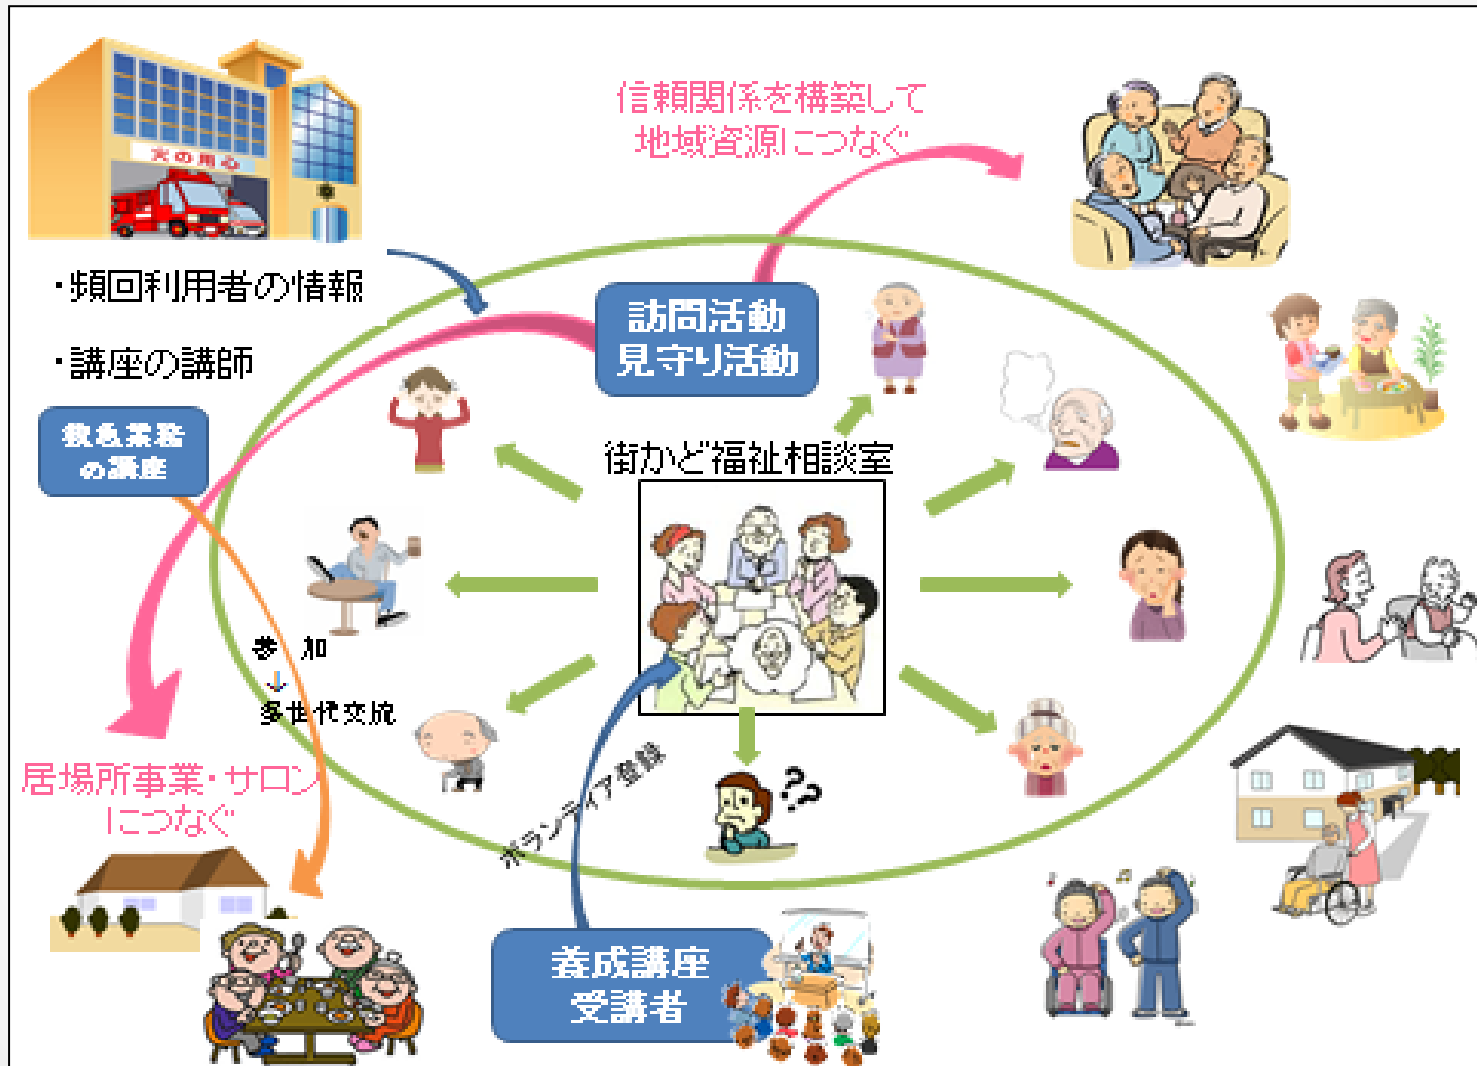 火の用心
信頼関係を構築して
地域資源につなぐ
・頻回利用者の情報
・講座の講師
救急業務
の講座
訪問活動
見守り活動
街かど福祉相談室
参 加
↓
多世代交流
居場所事業・サロン
につなぐ
ボランティア登録
??
養成講座
受講者